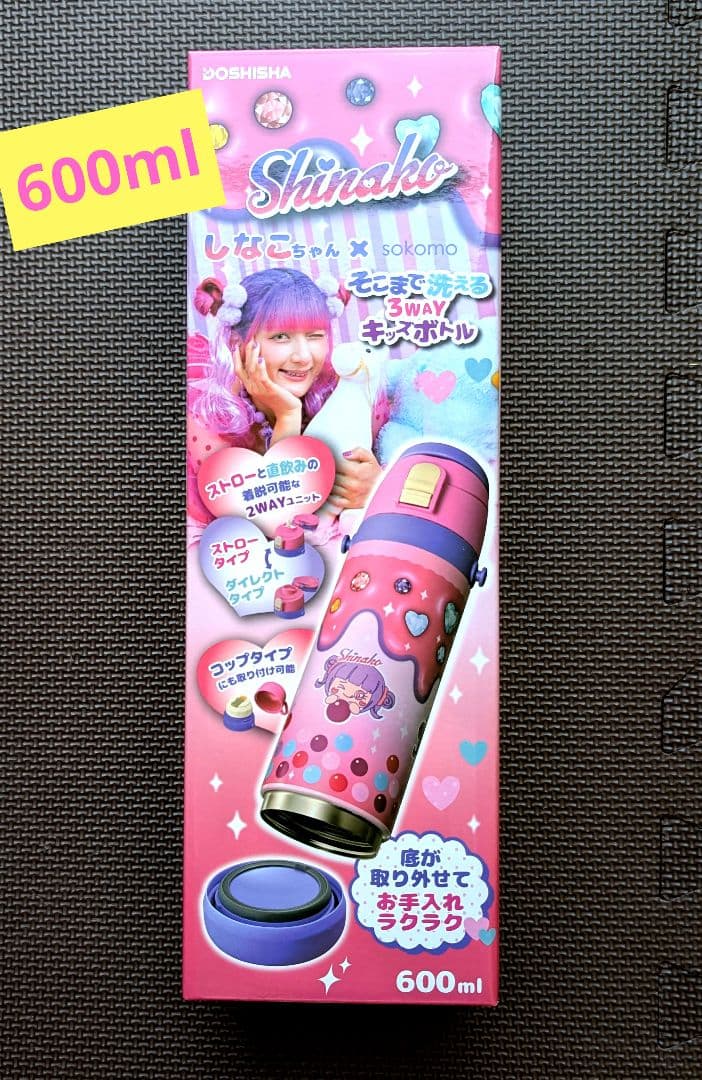 DOSHISHA
600ml
Shinako
しなこちゃん × sokomo
そこまで洗える
3WAY
キッズボトル
ストローと直飲みの
着脱可能な
2WAYユニット
ストロー
タイプ
ダイレクト
タイプ
コップタイプ
にも取り付け可能
Shinako
底が
取り外せて
お手入れ
ラクラク
600ml